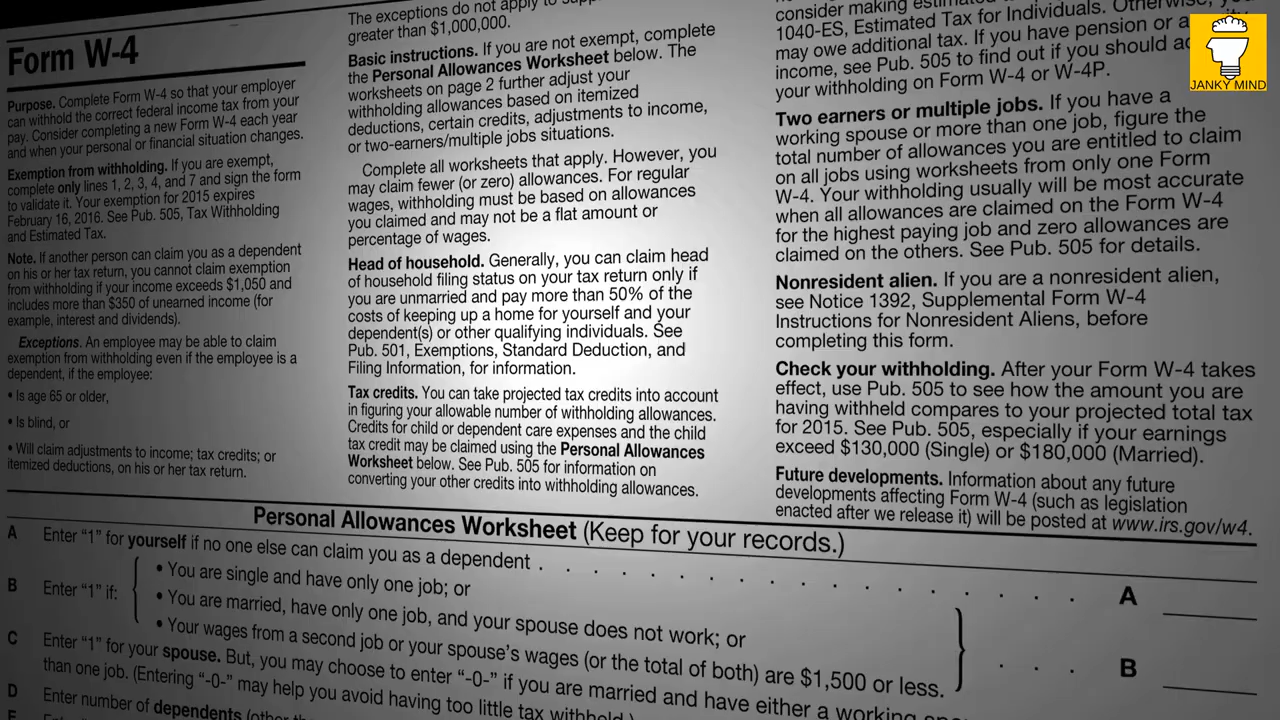 Form W-4
Purpose. Complete Form W-4 so that your employer
can withhold the correct federal income tax from your
pay. Consider completing a new Form W-4 each year
and when your personal or financial situation changes.
Exemption from withholding. If you are exempt,
complete only lines 1, 2, 3, 4, and 7 and sign the form
to validate it. Your exemption for 2015 expires
February 16, 2016. See Pub. 505, Tax Withholding
and Estimated Tax.
Note. If another person can claim you as a dependent
on his or her tax return, you cannot claim exemption
from withholding if your income exceeds $1,050 and
includes more than $350 of unearned income (for
example, interest and dividends).
Exceptions. An employee may be able to claim
exemption from withholding even if the employee is a
dependent, if the employee:
• Is age 65 or older,
• Is blind, or
• Will claim adjustments to income; tax credits; or
itemized deductions, on his or her tax return.
The exceptions do not apply to
greater than $1,000,000.
Basic instructions. If you are not exempt, complete
the Personal Allowances Worksheet below. The
worksheets on page 2 further adjust your
withholding allowances based on itemized
deductions, certain credits, adjustments to income,
or two-earners/multiple jobs situations.
Complete all worksheets that apply. However, you
may claim fewer (or zero) allowances. For regular
wages, withholding must be based on allowances
you claimed and may not be a flat amount or
percentage of wages.
Head of household. Generally, you can claim head
of household filing status on your tax return only if
you are unmarried and pay more than 50% of the
costs of keeping up a home for yourself and your
dependent(s) or other qualifying individuals. See
Pub. 501, Exemptions, Standard Deduction, and
Filing Information, for information.
Tax credits. You can take projected tax credits into account
in figuring your allowable number of withholding allowances.
Credits for child or dependent care expenses and the child
tax credit may be claimed using the Personal Allowances
Worksheet below. See Pub. 505 for information on
converting your other credits into withholding allowances.
consider making estimated
1040-ES, Estimated Tax for Individuals. Otherwise, you
may owe additional tax. If you have pension or
income, see Pub. 505 to find out if you should
your withholding on Form W-4 or W-4P.
Two earners or multiple jobs. If you have a
working spouse or more than one job, figure the
total number of allowances you are entitled to claim
on all jobs using worksheets from only one Form
W-4. Your withholding usually will be most accurate
when all allowances are claimed on the Form W-4
for the highest paying job and zero allowances are
claimed on the others. See Pub. 505 for details.
Nonresident alien. If you are a nonresident alien,
see Notice 1392, Supplemental Form W-4
Instructions for Nonresident Aliens, before
completing this form.
Check your withholding. After your Form W-4 takes
effect, use Pub. 505 to see how the amount you are
having withheld compares to your projected total tax
for 2015. See Pub. 505, especially if your earnings
exceed $130,000 (Single) or $180,000 (Married).
Future developments. Information about any future
developments affecting Form W-4 (such as legislation
enacted after we release it) will be posted at www.irs.gov/w4.
JANKY MIND
Personal Allowances Worksheet (Keep for your records.)
A Enter "1" for yourself if no one else can claim you as a dependent . . . . . . . . . . . . . . . . . . A
B Enter "1" if:
• You are single and have only one job; or
• You are married, have only one job, and your spouse does not work; or
• Your wages from a second job or your spouse's wages (or the total of both) are $1,500 or less.
. . . B
C Enter "1" for your spouse. But, you may choose to enter "-0-" if you are married and have either a working
than one job. (Entering "-0-" may help you avoid having too little tax withheld.)
D Enter number of dependents